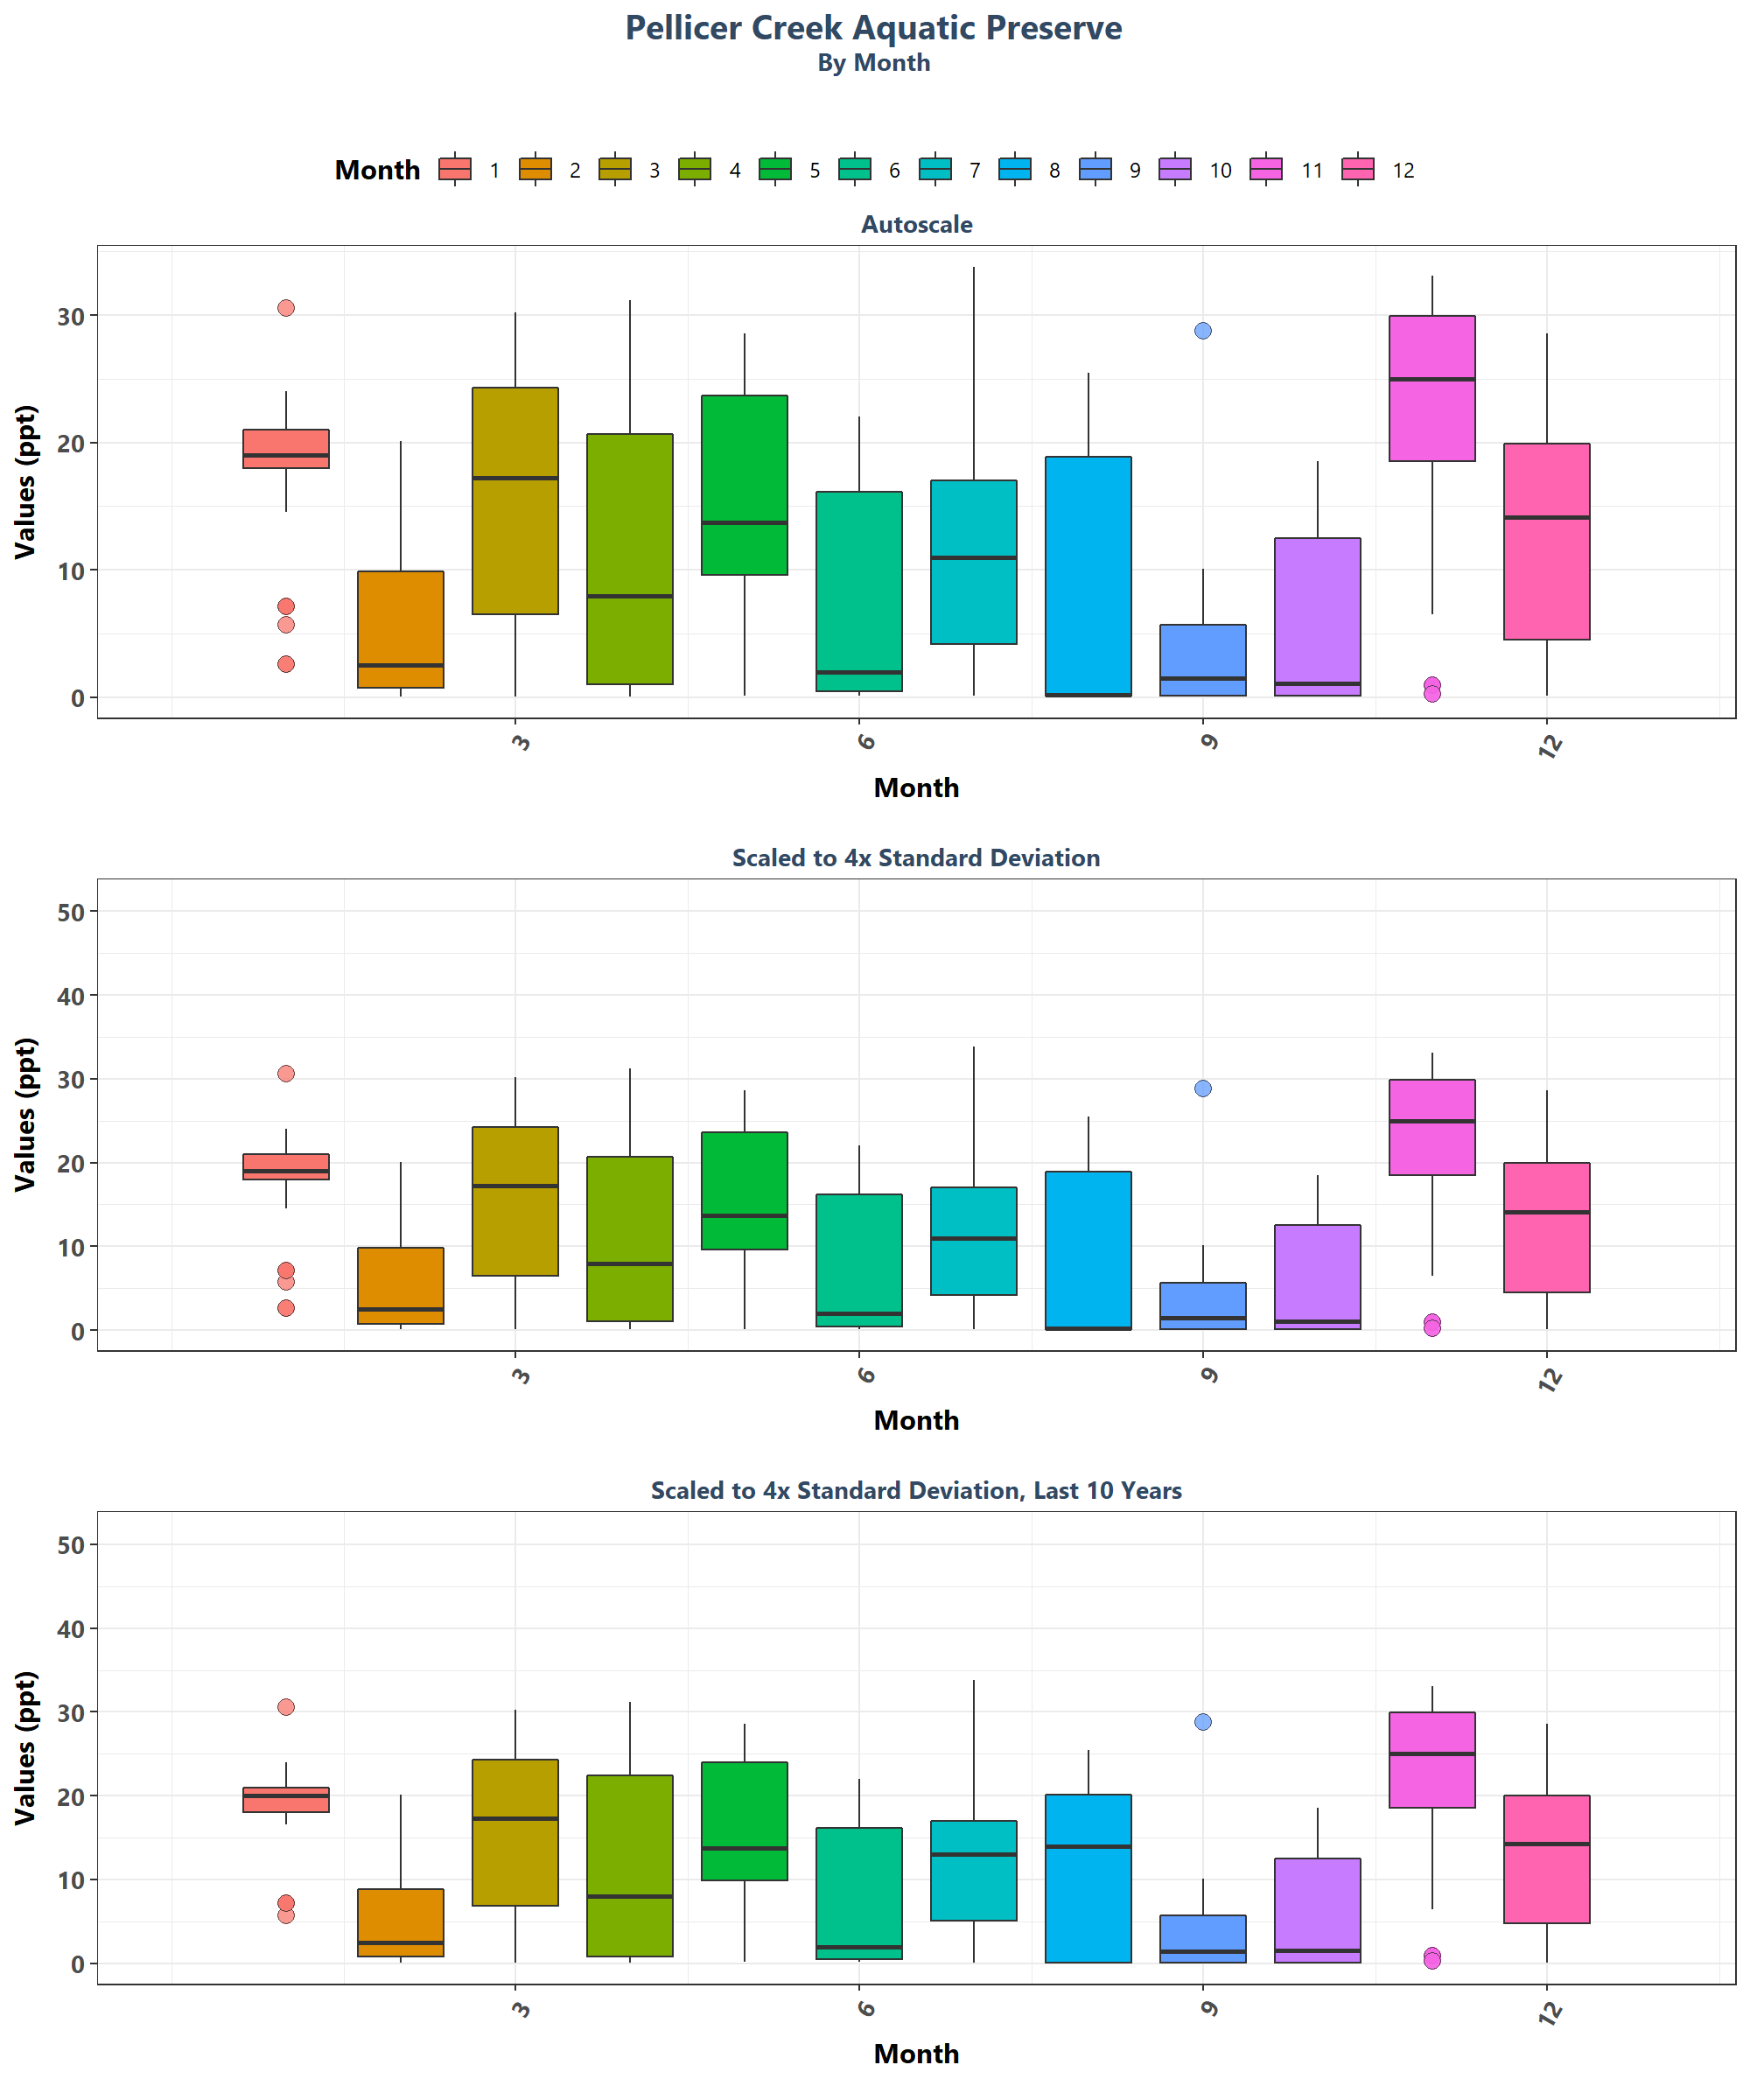 Pellicer Creek Aquatic Preserve
By Month
Month 1 2 3 4 5 6 7 8 9 10 11 12
Autoscale
Values (ppt)
30
20
10
0
3 6 9 12
Month
Scaled to 4x Standard Deviation
Values (ppt)
50
40
30
20
10
0
3 6 9 12
Month
Scaled to 4x Standard Deviation, Last 10 Years
Values (ppt)
50
40
30
20
10
0
3 6 9 12
Month